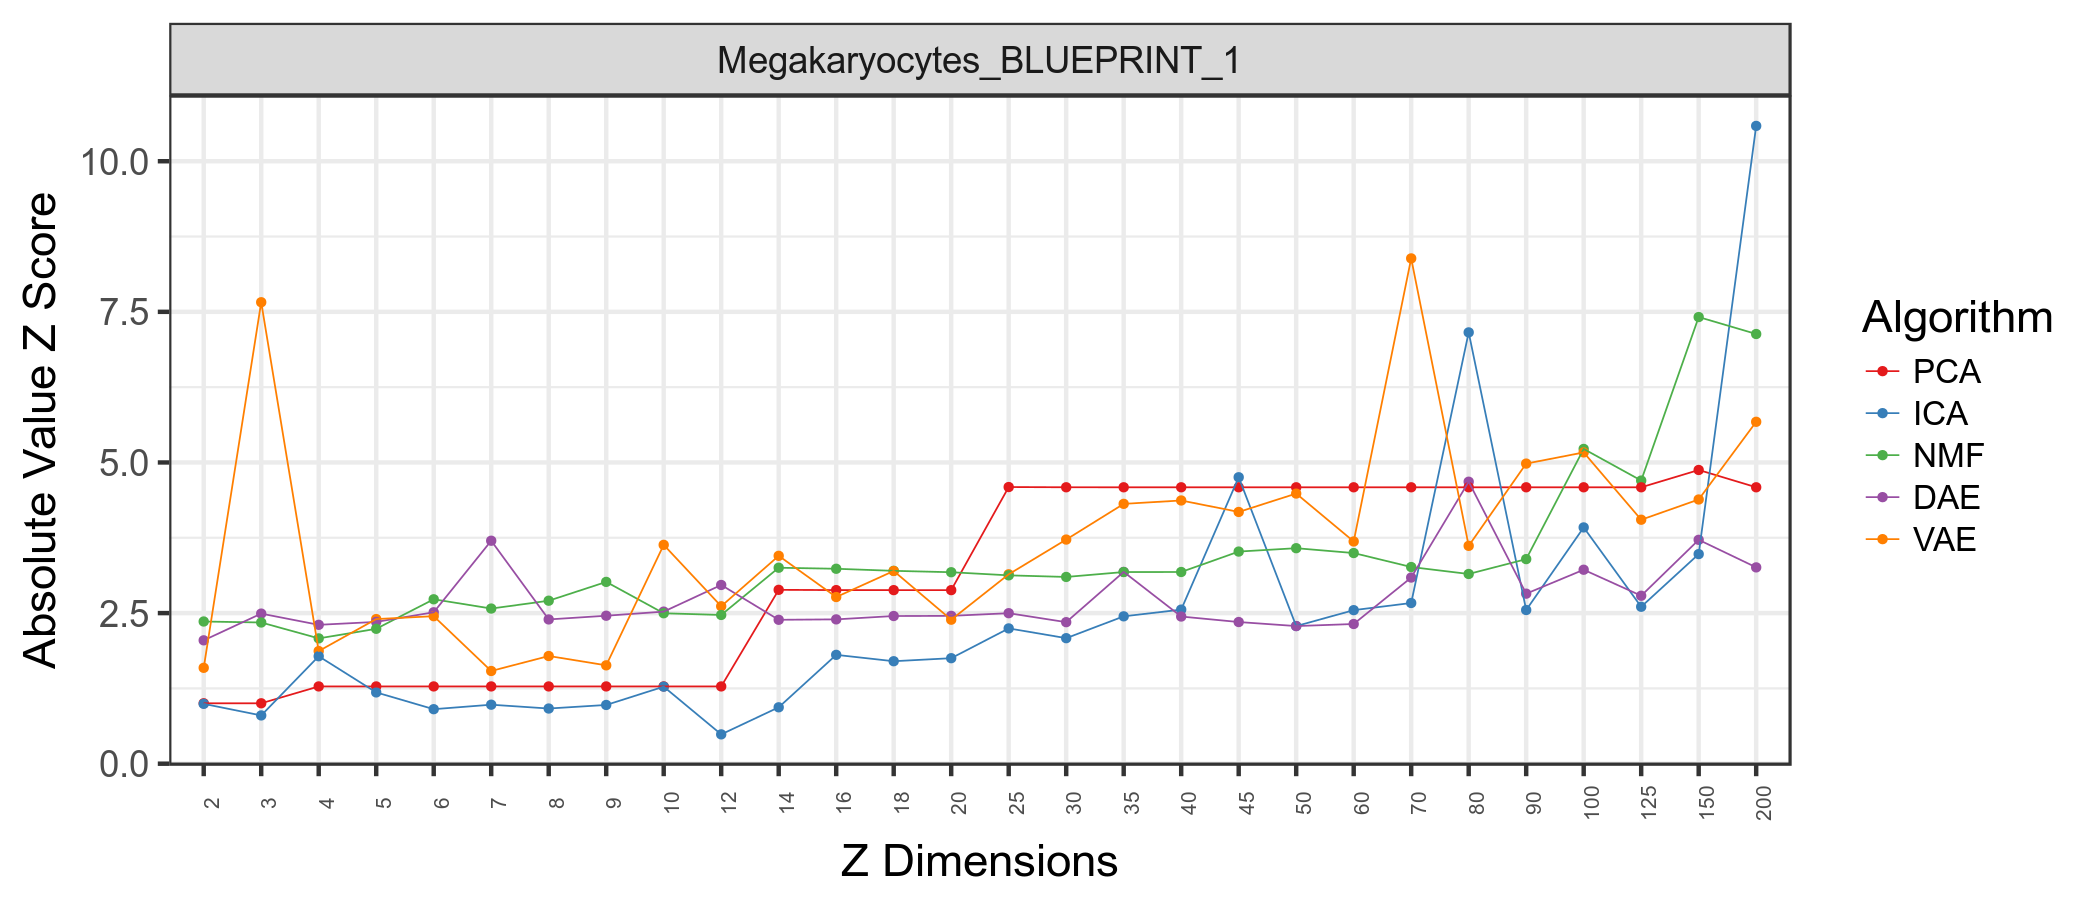 Megakaryocytes_BLUEPRINT_1
Absolute Value Z Score
10.0
7.5
5.0
2.5
0.0
2 3 4 5 6 7 8 9 10 12 14 16 18 20 25 30 35 40 45 50 60 70 80 90 100 125 150 200
Z Dimensions
Algorithm
PCA
ICA
NMF
DAE
VAE